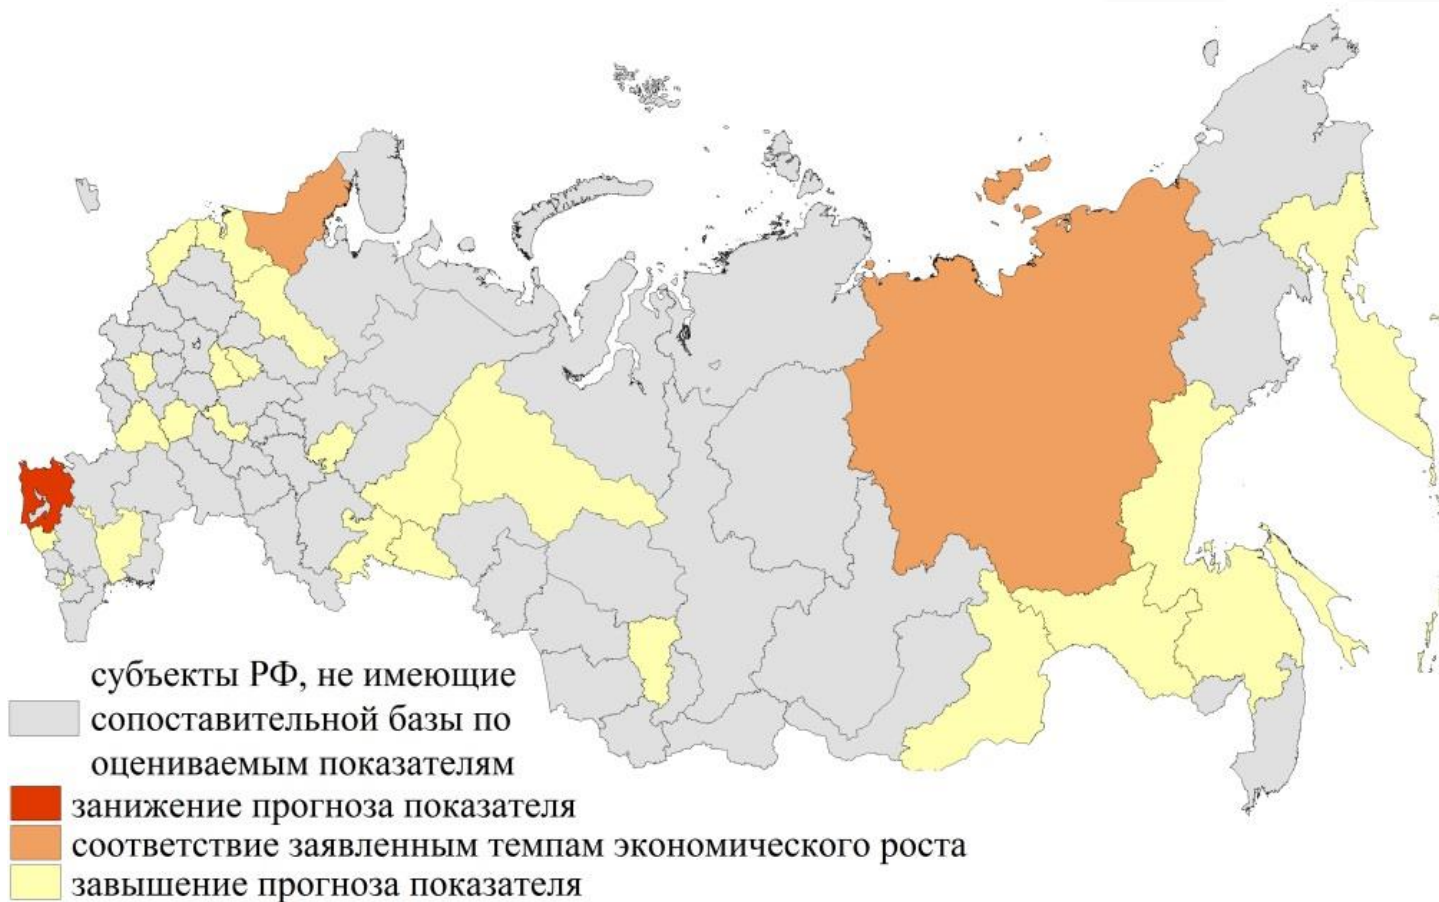 субъекты РФ, не имеющие
сопоставительной базы по
оцениваемым показателям
занижение прогноза показателя
соответствие заявленным темпам экономического роста
завышение прогноза показателя